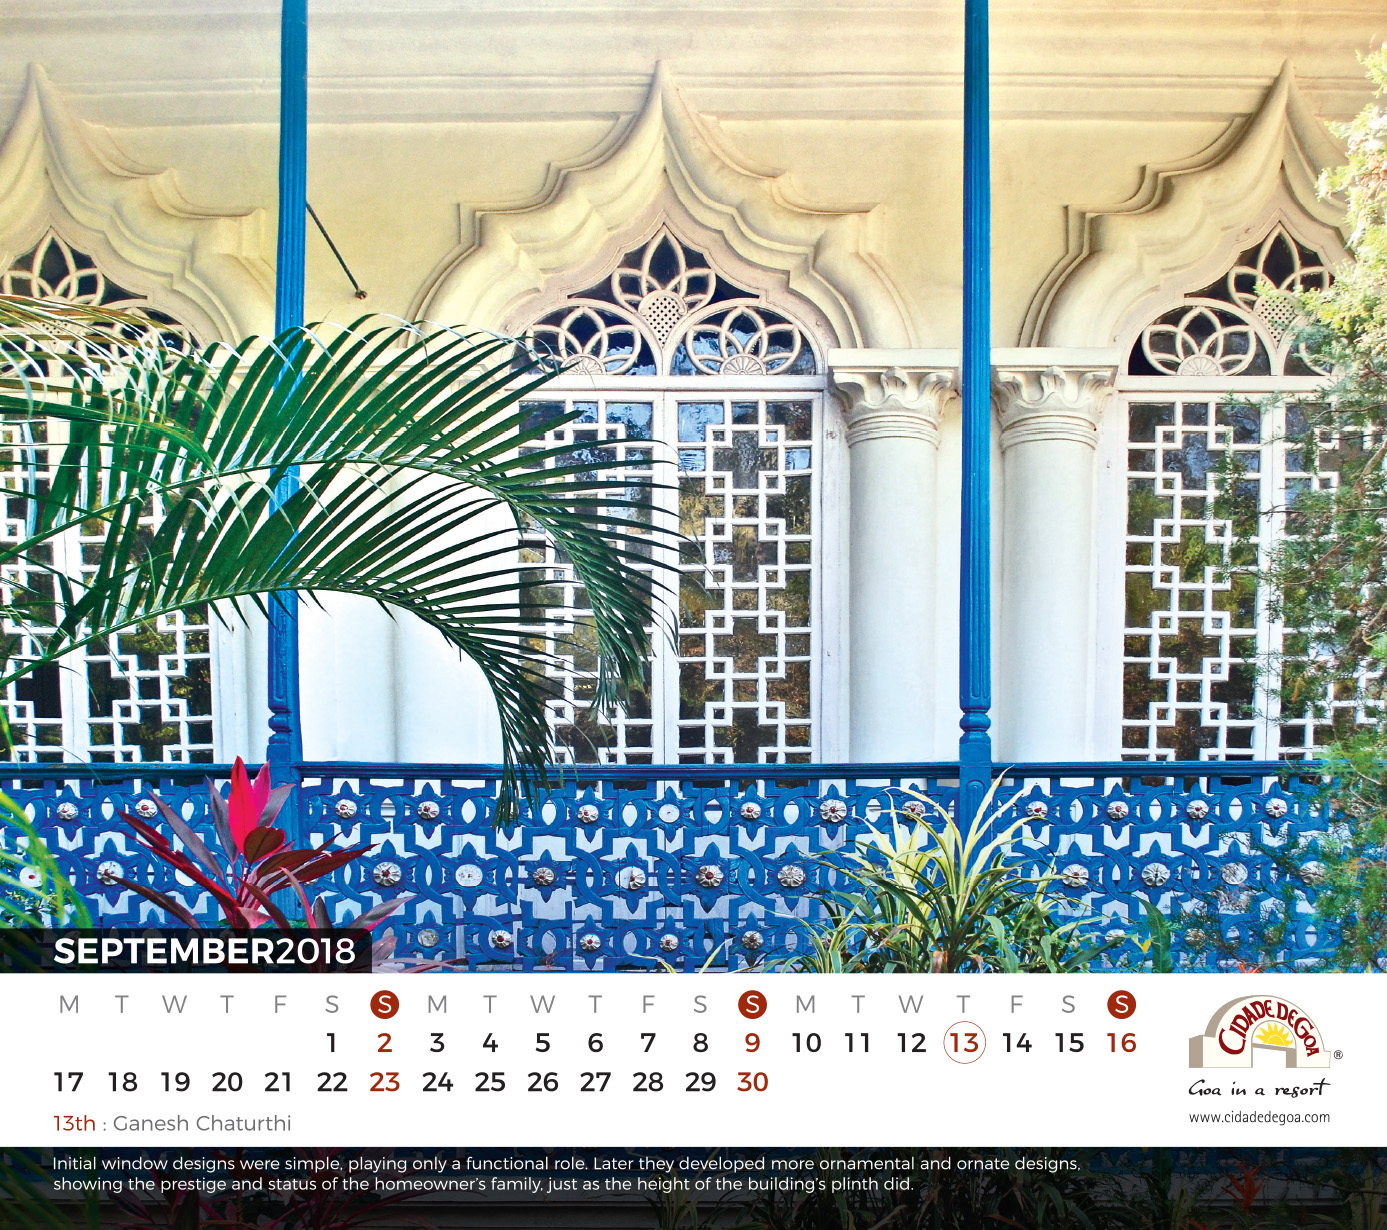 SEPTEMBER2018
M T W T F S S M T W T F S S M T W T F S S
1 2 3 4 5 6 7 8 9 10 11 12 13 14 15 16
17 18 19 20 21 22 23 24 25 26 27 28 29 30
13th : Ganesh Chaturthi
CIDADE DE GOA
®
Goa in a resort
www.cidadedegoa.com
Initial window designs were simple, playing only a functional role. Later they developed more ornamental and ornate designs,
showing the prestige and status of the homeowner's family, just as the height of the building's plinth did.